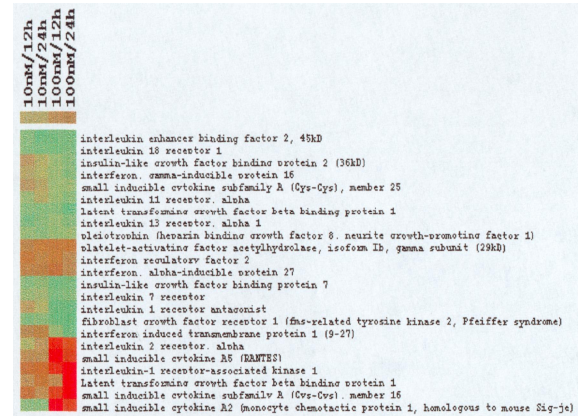 10nM/12h
10nM/24h
100nM/12h
100nM/24h
interleukin enhancer binding factor 2, 45kD
interleukin 18 receptor 1
insulin-like growth factor binding protein 2 (36kD)
interferon, gamma-inducible protein 16
small inducible cytokine subfamily A (Cys-Cys), member 25
interleukin 11 receptor, alpha
latent transforming growth factor beta binding protein 1
interleukin 13 receptor, alpha 1
pleiotrophin (heparin binding growth factor 8, neurite growth-promoting factor 1)
platelet-activating factor acetylhydrolase, isoform Ib, gamma subunit (29kD)
interferon regulatory factor 2
interferon, alpha-inducible protein 27
insulin-like growth factor binding protein 7
interleukin 7 receptor
interleukin 1 receptor antagonist
fibroblast growth factor receptor 1 (fms-related tyrosine kinase 2, Pfeiffer syndrome)
interferon induced transmembrane protein 1 (9-27)
interleukin 2 receptor, alpha
small inducible cytokine A5 (RANTES)
interleukin-1 receptor-associated kinase 1
Latent transforming growth factor beta binding protein 1
small inducible cytokine subfamily A (Cys-Cys), member 16
small inducible cytokine A2 (monocyte chemotactic protein 1, homologous to mouse Sig-je)